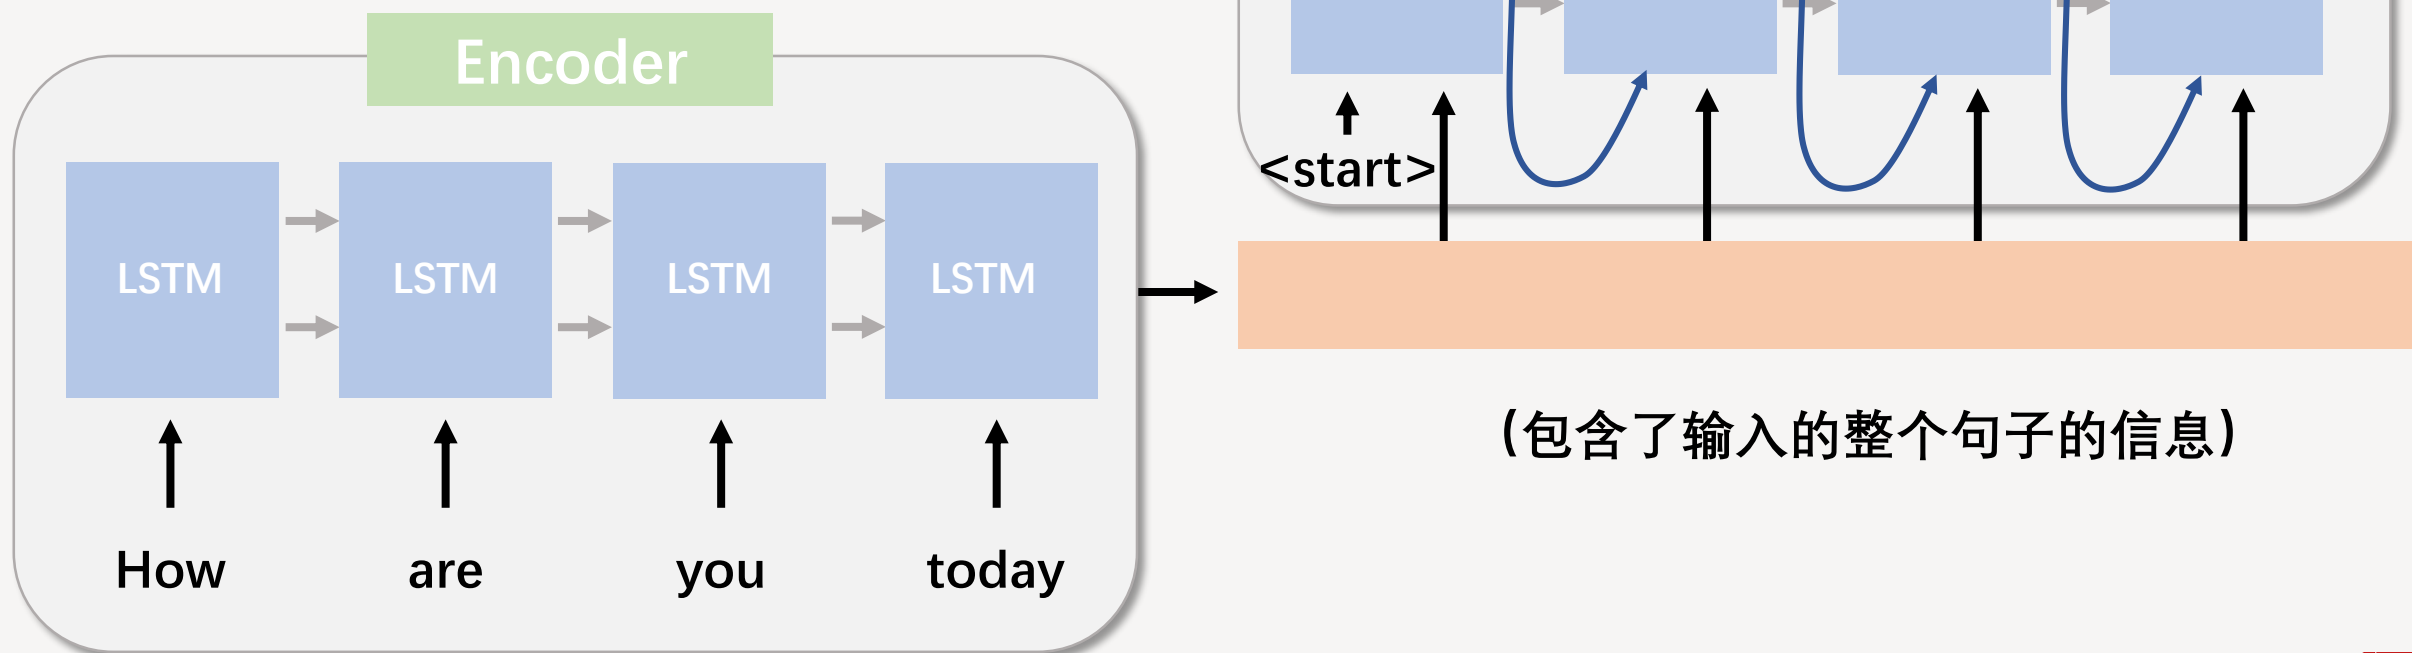 Encoder
LSTM LSTM LSTM LSTM
How are you today
<start>
(包含了输入的整个句子的信息)